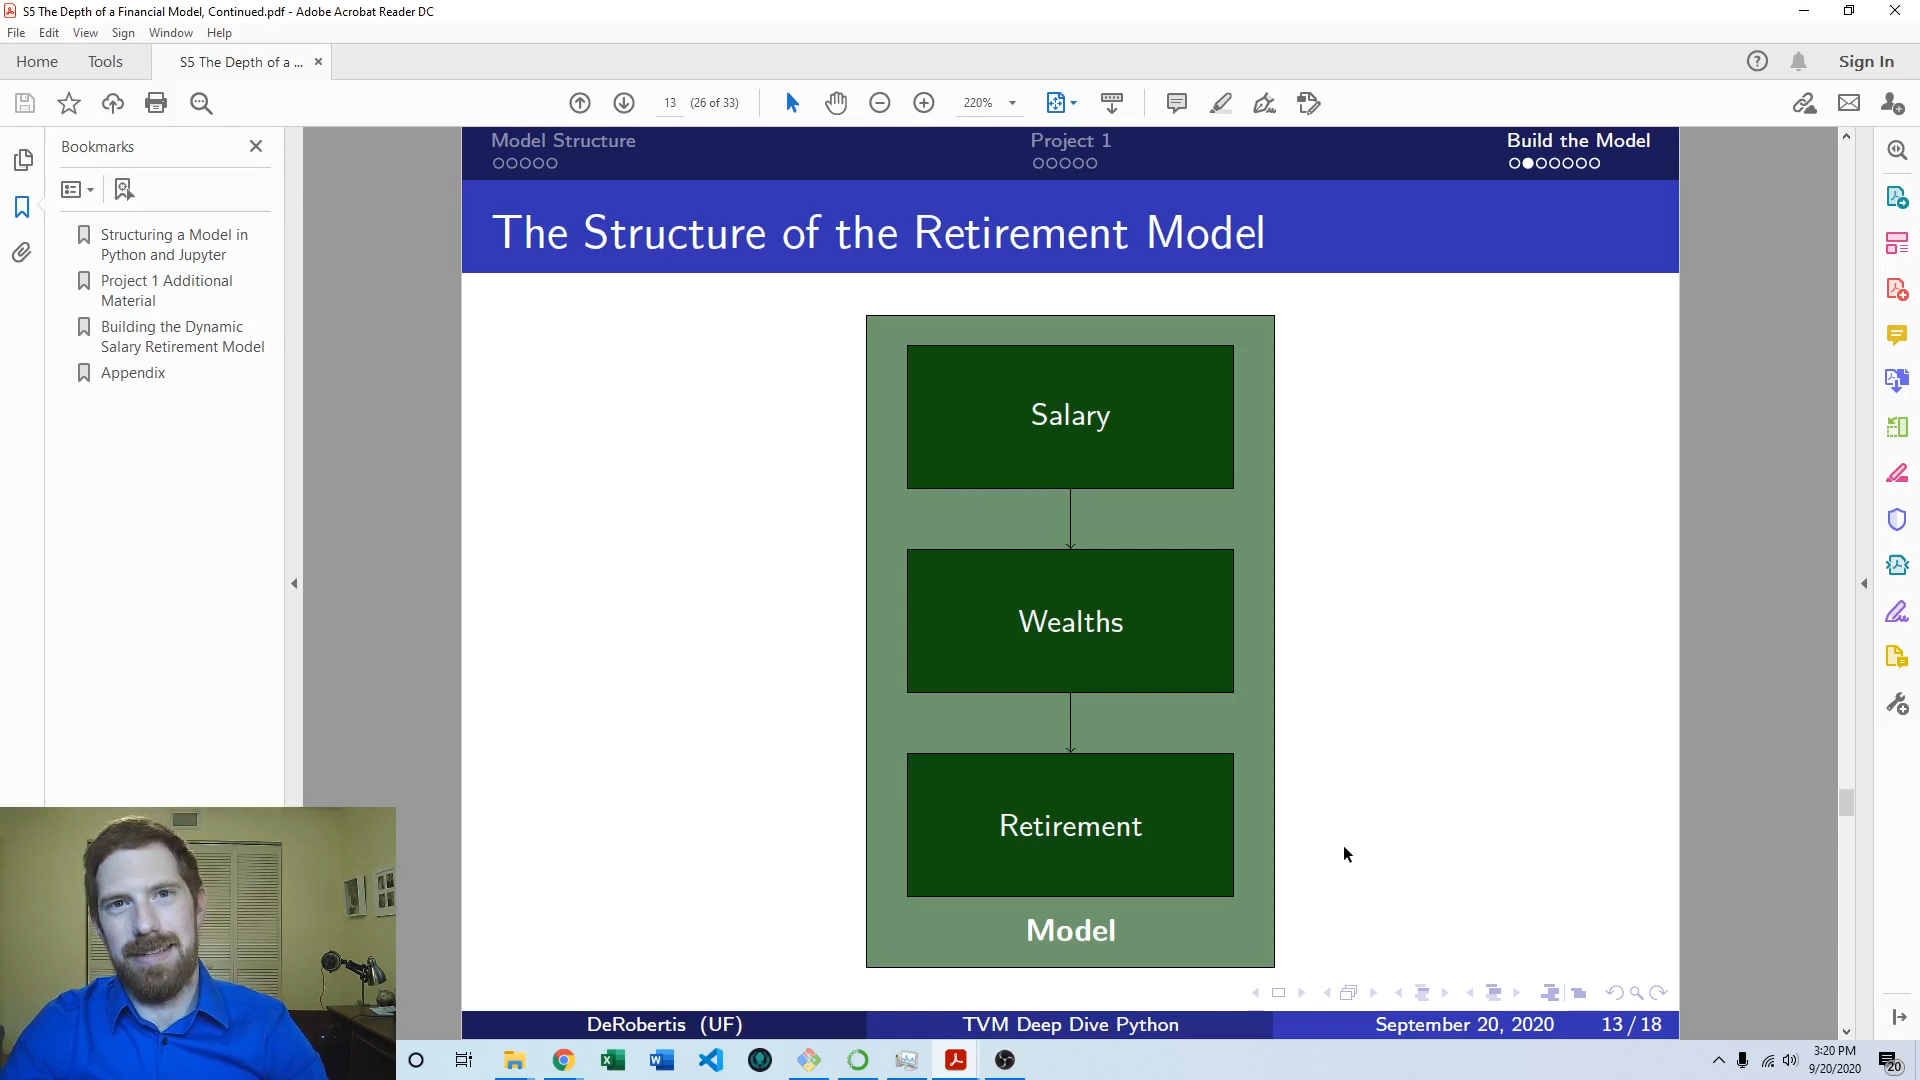 S5 The Depth of a Financial Model, Continued.pdf - Adobe Acrobat Reader DC
File Edit View Sign Window Help
Home Tools S5 The Depth of a ... Sign In
13 (26 of 33) 220%
Bookmarks
Structuring a Model in
Python and Jupyter
Project 1 Additional
Material
Building the Dynamic
Salary Retirement Model
Appendix
Model Structure Project 1 Build the Model
The Structure of the Retirement Model
Salary
Wealths
Retirement
Model
DeRobertis (UF) TVM Deep Dive Python September 20, 2020 13 / 18
3:20 PM
9/20/2020
20